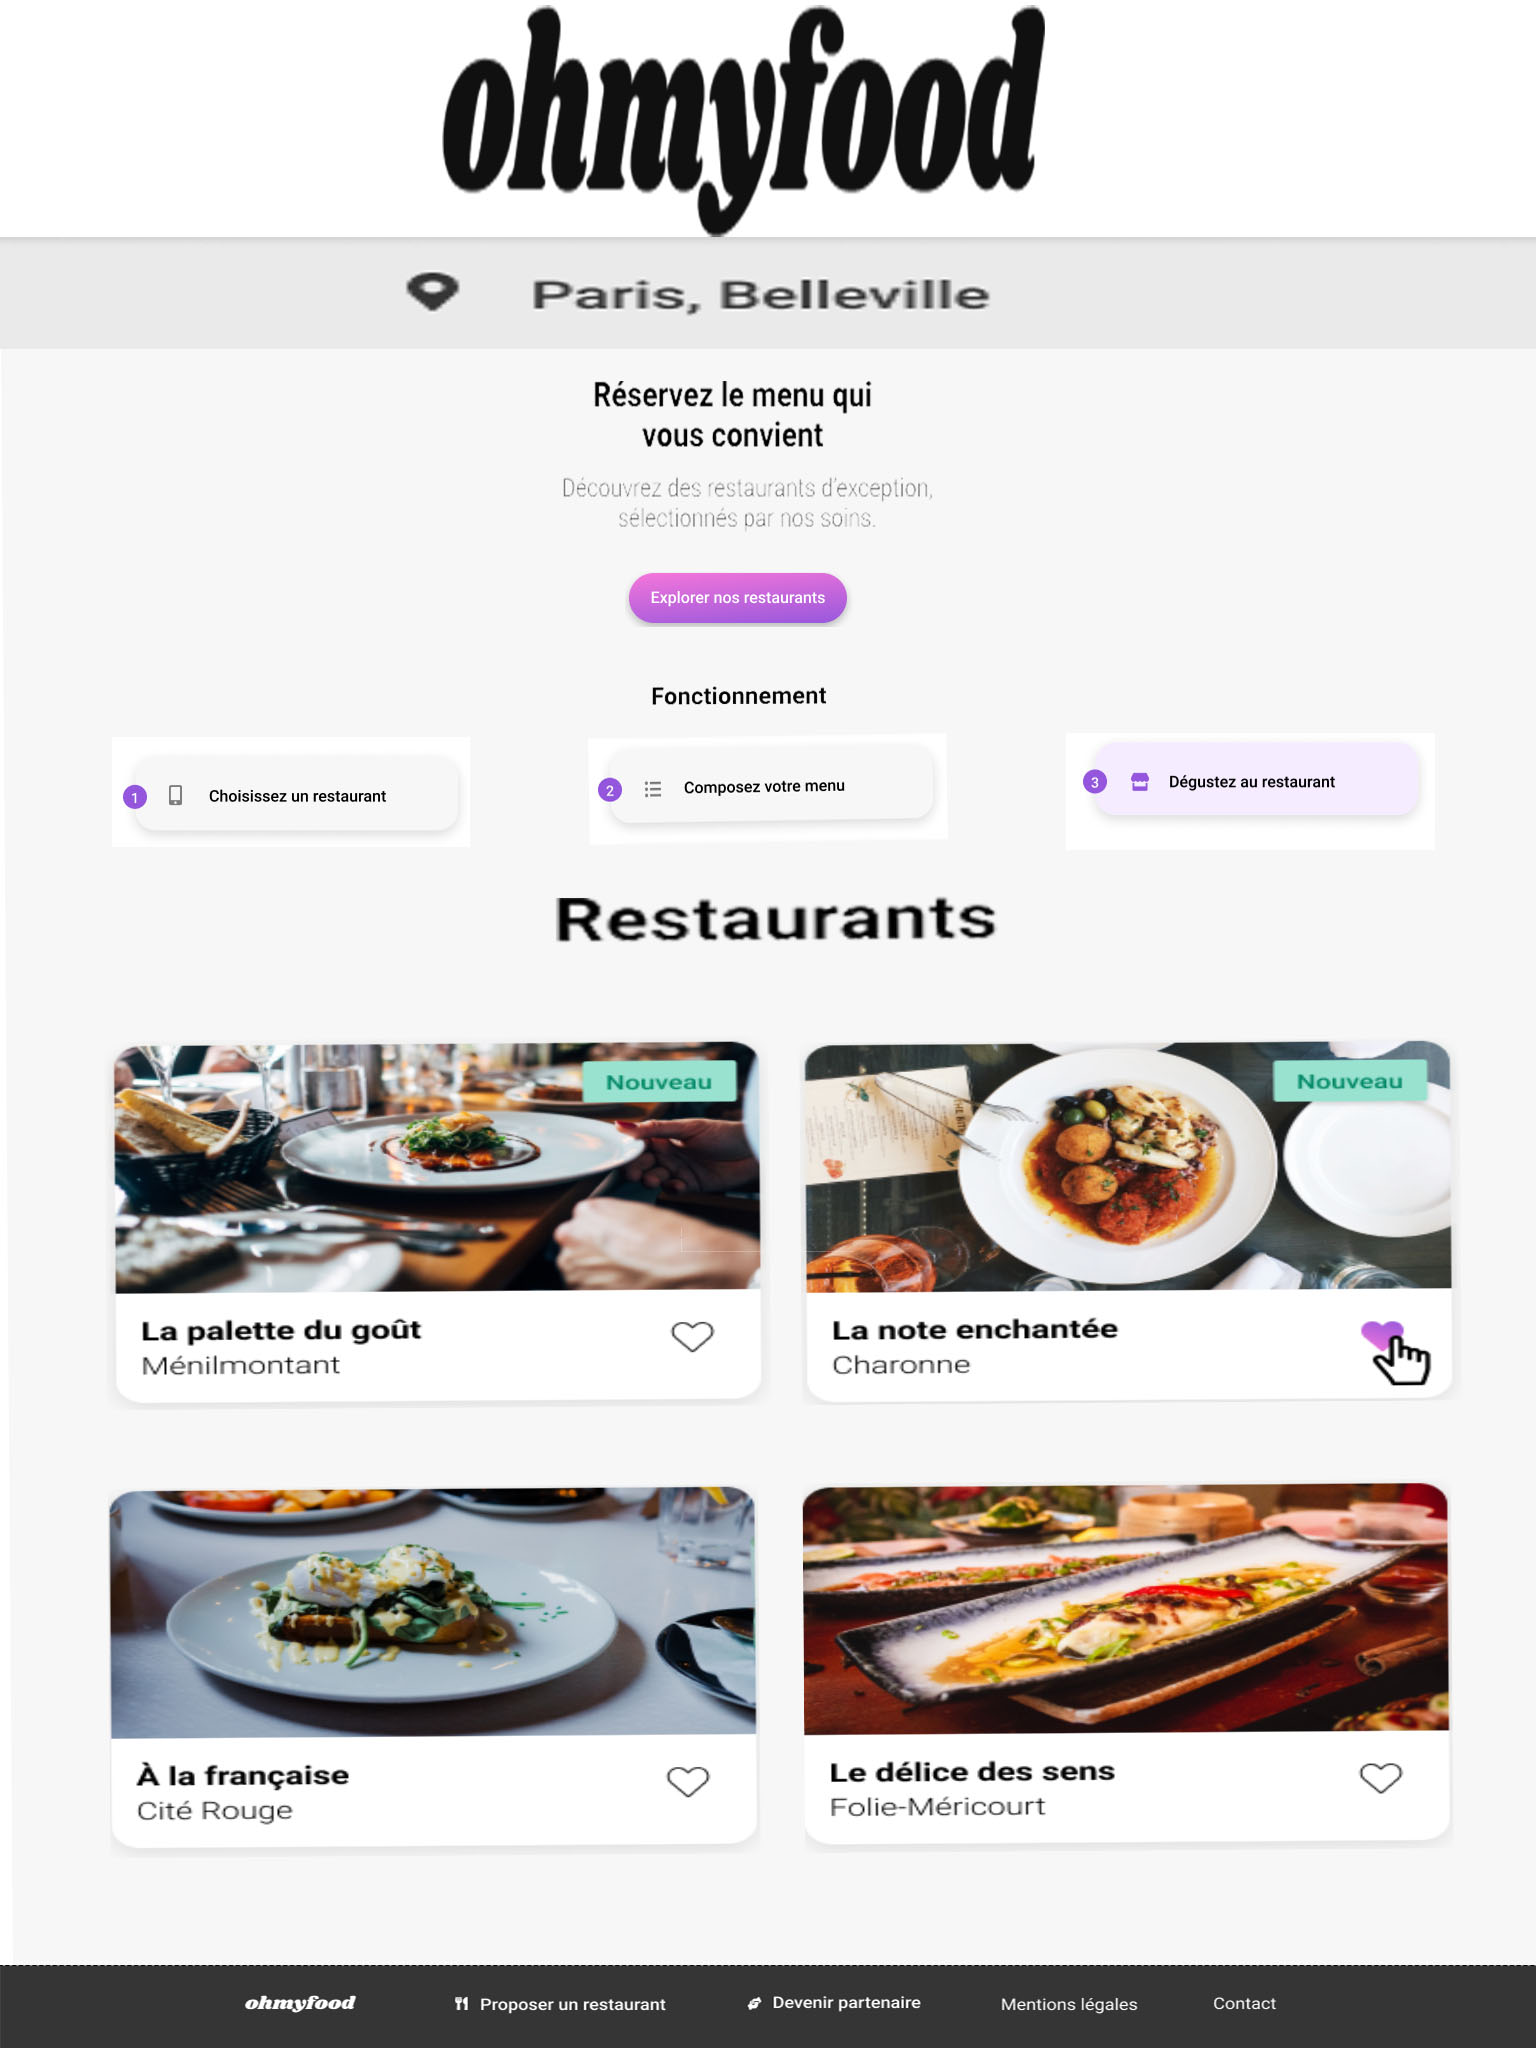 ohmyfood
Paris, Belleville
Réservez le menu qui
vous convient
Découvrez des restaurants d'exception,
sélectionnés par nos soins.
Explorer nos restaurants
Fonctionnement
1 Choisissez un restaurant
2 Composez votre menu
3 Dégustez au restaurant
Restaurants
Nouveau
La palette du goût
Ménilmontant
Nouveau
La note enchantée
Charonne
À la française
Cité Rouge
Le délice des sens
Folie-Méricourt
ohmyfood Proposer un restaurant Devenir partenaire Mentions légales Contact